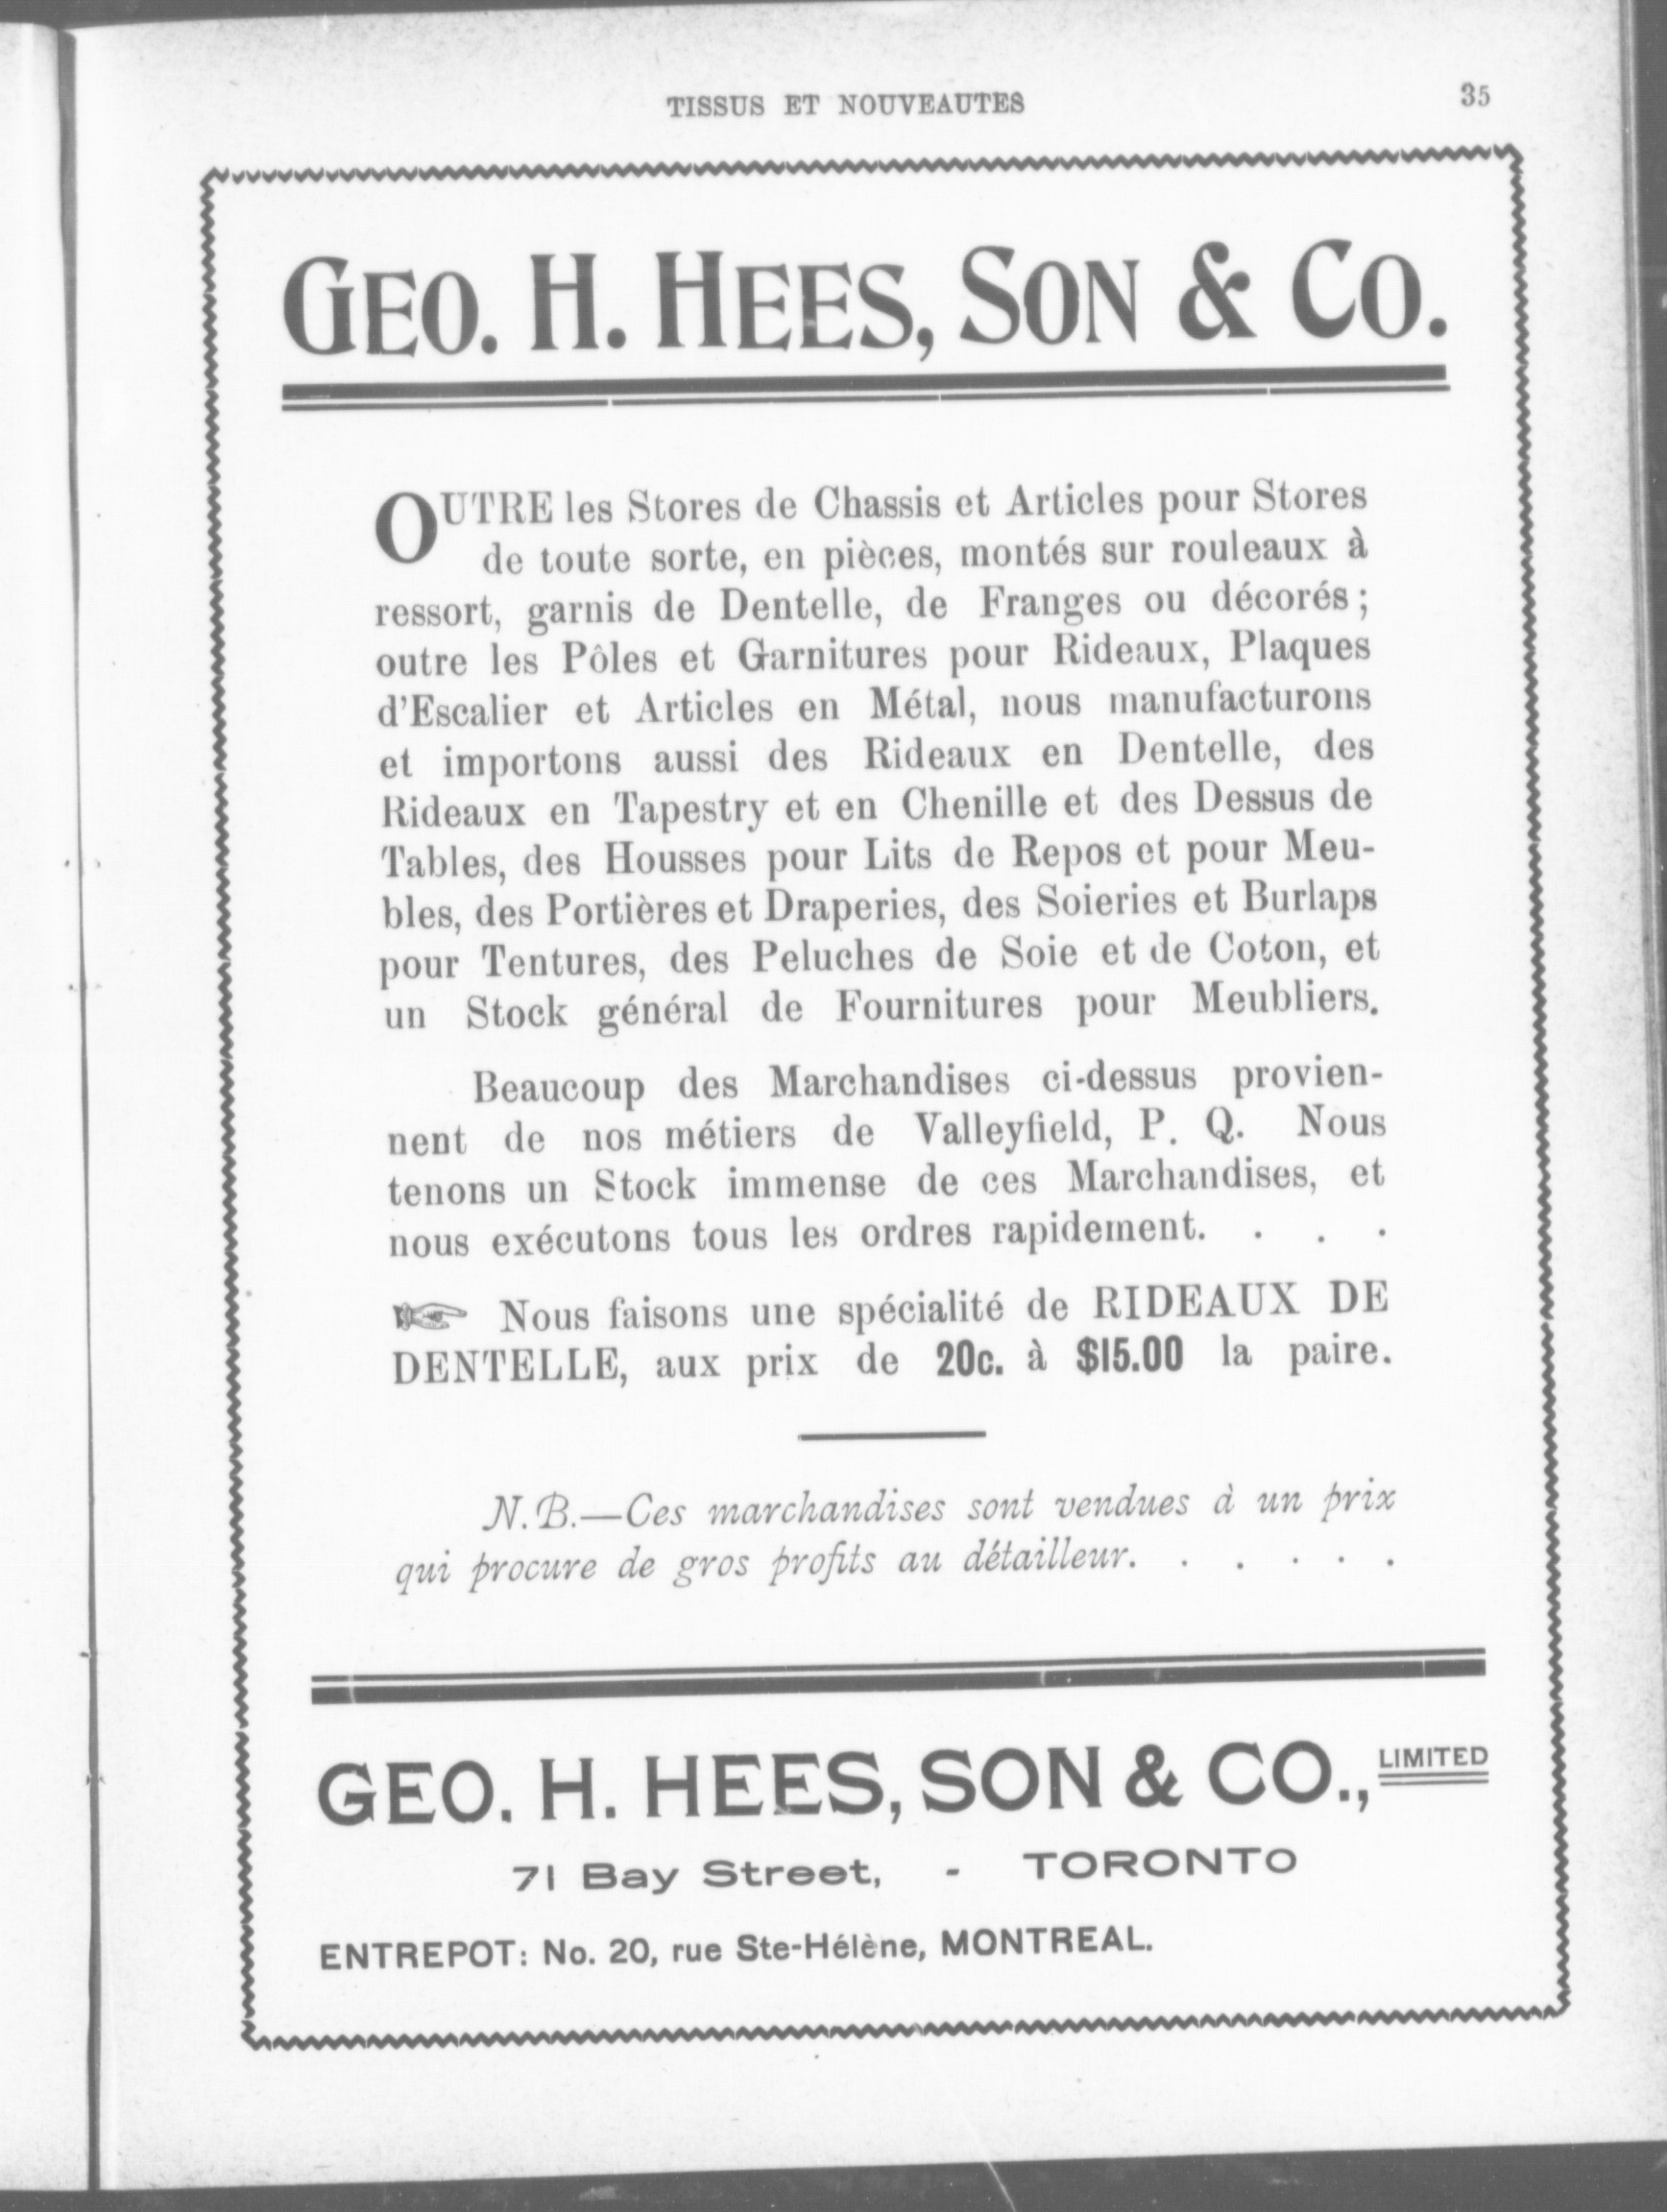 TISSUS ET NOUVEAUTES 35
GEO. H. HEES, SON & CO.
OUTRE les Stores de Chassis et Articles pour Stores
de toute sorte, en pièces, montés sur rouleaux à
ressort, garnis de Dentelle, de Franges ou décorés;
outre les Pôles et Garnitures pour Rideaux, Plaques
d'Escalier et Articles en Métal, nous manufacturons
et importons aussi des Rideaux en Dentelle, des
Rideaux en Tapestry et en Chenille et des Dessus de
Tables, des Housses pour Lits de Repos et pour Meu-
bles, des Portières et Draperies, des Soieries et Burlaps
pour Tentures, des Peluches de Soie et de Coton, et
un Stock général de Fournitures pour Meubliers.
Beaucoup des Marchandises ci-dessus provien-
nent de nos métiers de Valleyfield, P. Q. Nous
tenons un Stock immense de ces Marchandises, et
nous exécutons tous les ordres rapidement. . . .
☞ Nous faisons une spécialité de RIDEAUX DE
DENTELLE, aux prix de 20c. à $15.00 la paire.
N.B.—Ces marchandises sont vendues à un prix
qui procure de gros profits au détailleur. . . . . .
GEO. H. HEES, SON & CO., LIMITED
71 Bay Street, - TORONTO
ENTREPOT: No. 20, rue Ste-Hélène, MONTREAL.